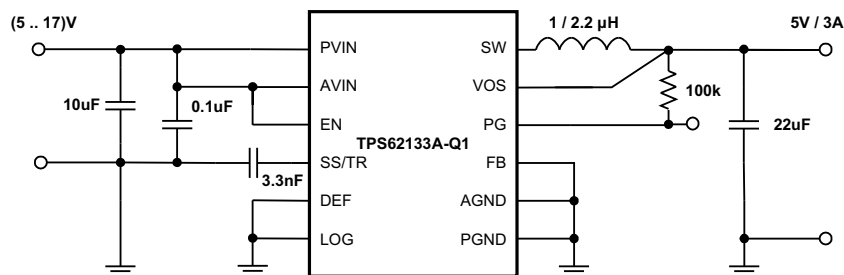 (5 .. 17)V
1 / 2.2 µH
5V / 3A
PVIN
SW
AVIN
VOS
10uF
0.1uF
100k
EN
PG
22uF
TPS62133A-Q1
SS/TR
FB
3.3nF
DEF
AGND
LOG
PGND